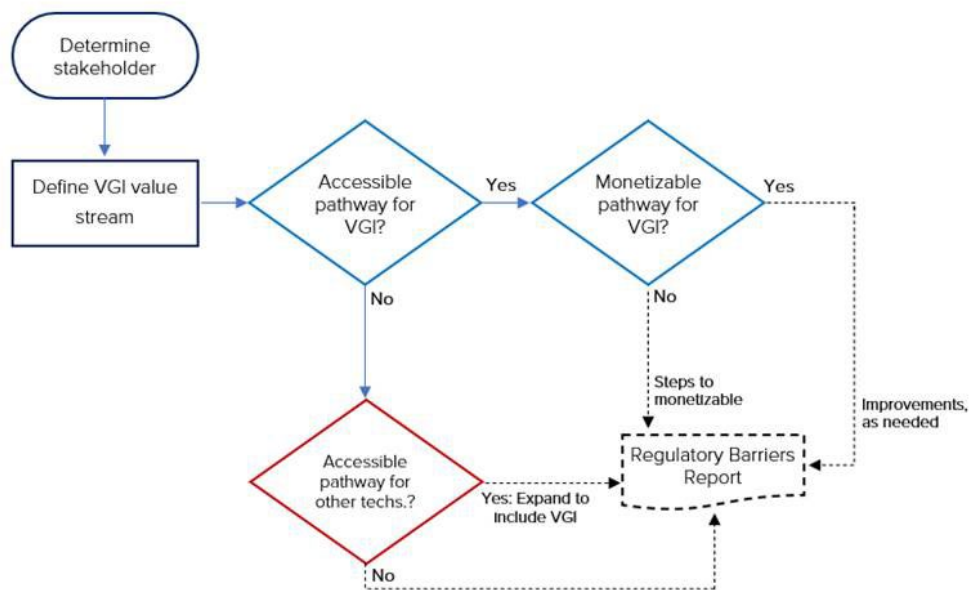 Determine
stakeholder
Define VGI value
stream
Accessible
pathway for
VGI?
Yes
Monetizable
pathway for
VGI?
Yes
No
No
Steps to
monetizable
Improvements,
as needed
Accessible
pathway for
other techs.?
Yes: Expand to
include VGI
Regulatory Barriers
Report
No